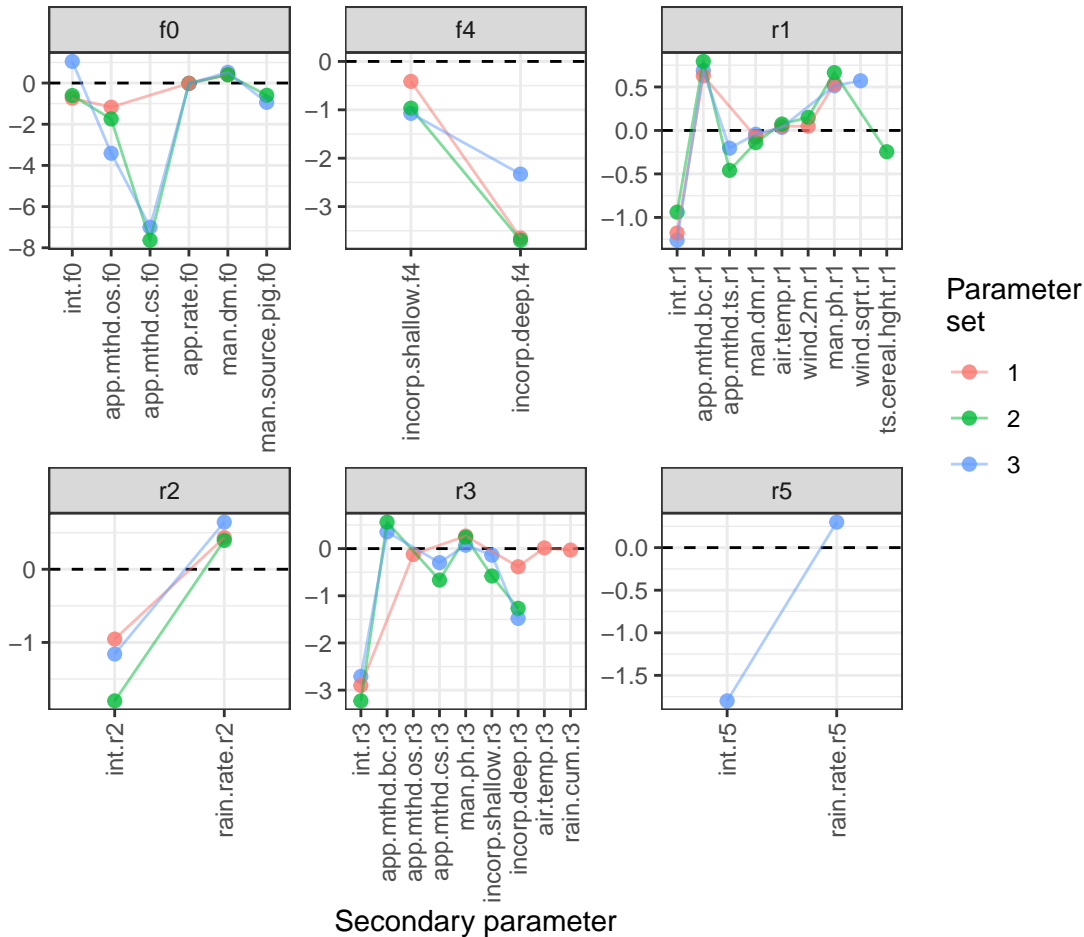 f0
f4
r1
0
−2
−4
−6
−8
0
−1
−2
−3
0.5
0.0
−0.5
−1.0
int.f0
app.mthd.os.f0
app.mthd.cs.f0
app.rate.f0
man.dm.f0
man.source.pig.f0
incorp.shallow.f4
incorp.deep.f4
int.r1
app.mthd.bc.r1
app.mthd.ts.r1
man.dm.r1
air.temp.r1
wind.2m.r1
man.ph.r1
wind.sqrt.r1
ts.cereal.hght.r1
Parameter
set
1
2
3
r2
r3
r5
0
−1
0
−1
−2
−3
0.0
−0.5
−1.0
−1.5
int.r2
rain.rate.r2
int.r3
app.mthd.bc.r3
app.mthd.os.r3
app.mthd.cs.r3
man.ph.r3
incorp.shallow.r3
incorp.deep.r3
air.temp.r3
rain.cum.r3
int.r5
rain.rate.r5
Secondary parameter